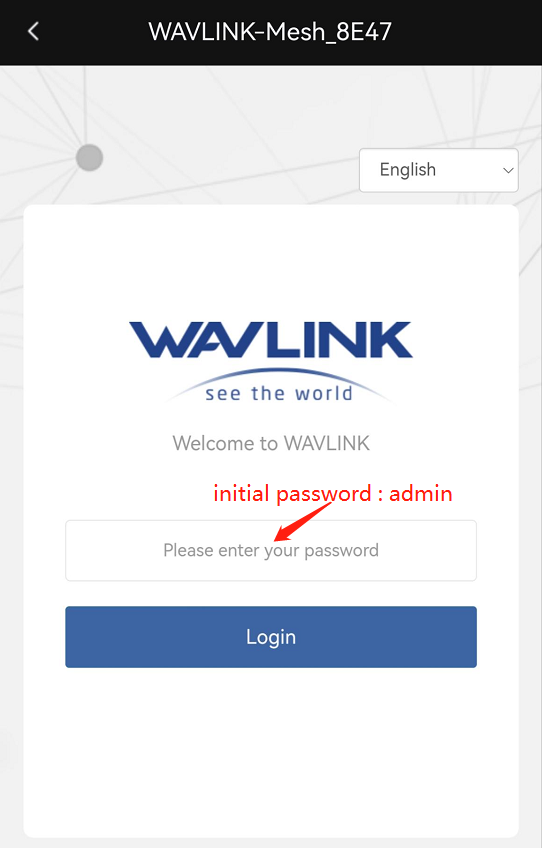 WAVLINK-Mesh_8E47
English
WAVLINK
see the world
Welcome to WAVLINK
initial password : admin
Please enter your password
Login